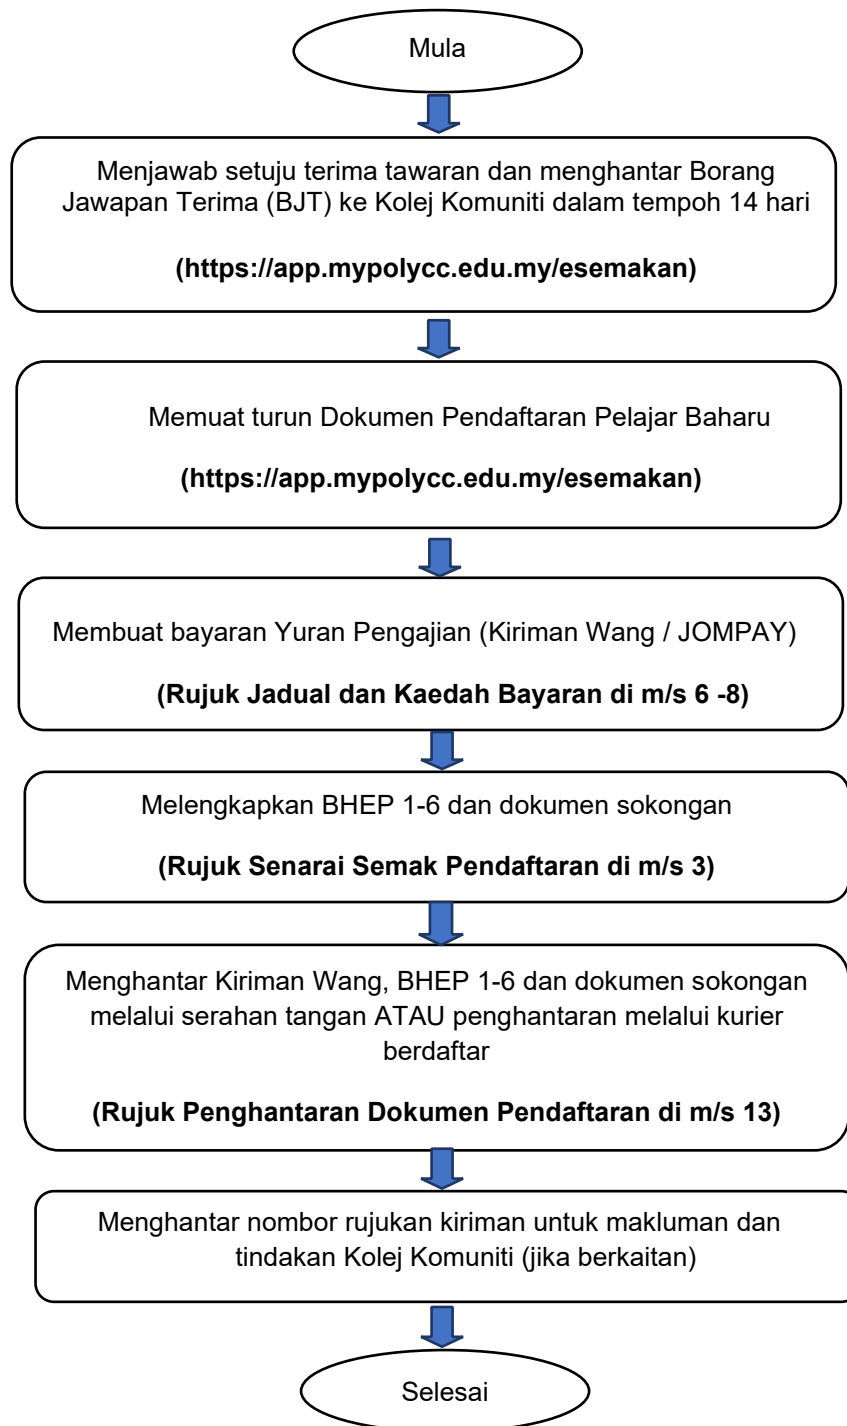 Mula
Menjawab setuju terima tawaran dan menghantar Borang
Jawapan Terima (BJT) ke Kolej Komuniti dalam tempoh 14 hari
(https://app.mypolycc.edu.my/esemakan)
Memuat turun Dokumen Pendaftaran Pelajar Baharu
(https://app.mypolycc.edu.my/esemakan)
Membuat bayaran Yuran Pengajian (Kiriman Wang / JOMPAY)
(Rujuk Jadual dan Kaedah Bayaran di m/s 6 -8)
Melengkapkan BHEP 1-6 dan dokumen sokongan
(Rujuk Senarai Semak Pendaftaran di m/s 3)
Menghantar Kiriman Wang, BHEP 1-6 dan dokumen sokongan
melalui serahan tangan ATAU penghantaran melalui kurier
berdaftar
(Rujuk Penghantaran Dokumen Pendaftaran di m/s 13)
Menghantar nombor rujukan kiriman untuk makluman dan
tindakan Kolej Komuniti (jika berkaitan)
Selesai